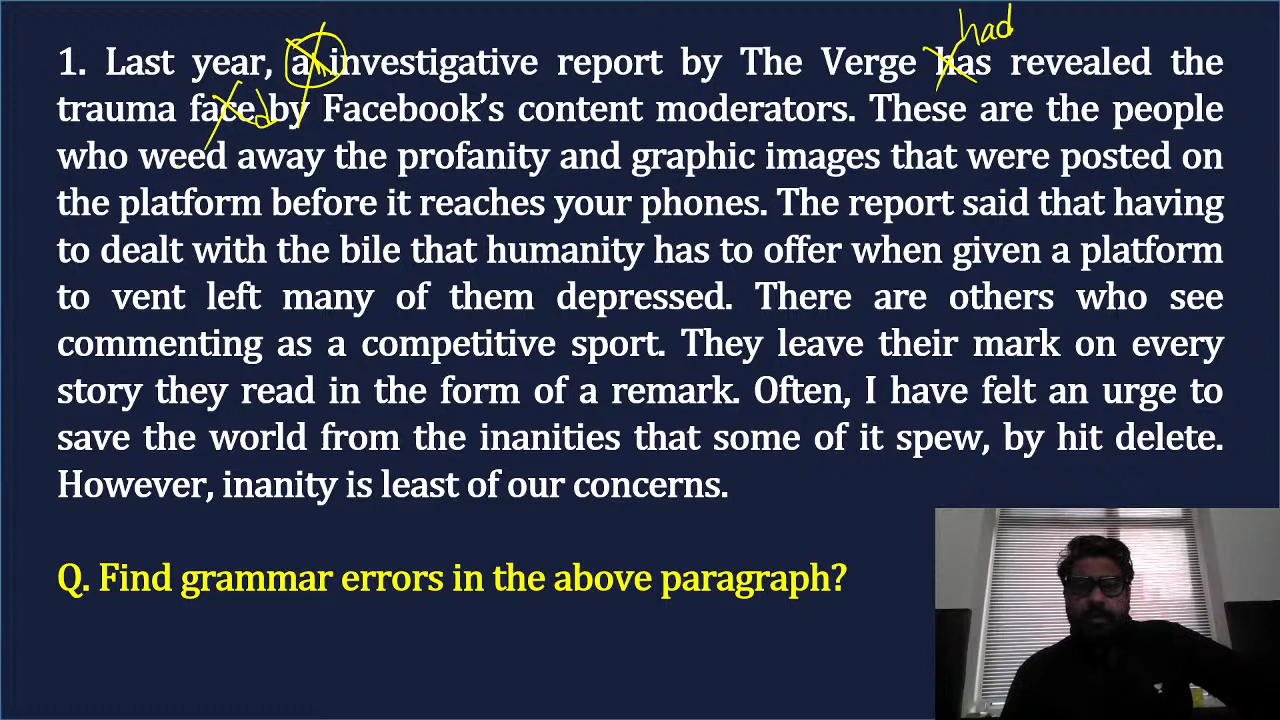 had
1. Last year, a investigative report by The Verge has revealed the
trauma face by Facebook's content moderators. These are the people
d
who weed away the profanity and graphic images that were posted on
the platform before it reaches your phones. The report said that having
to dealt with the bile that humanity has to offer when given a platform
to vent left many of them depressed. There are others who see
commenting as a competitive sport. They leave their mark on every
story they read in the form of a remark. Often, I have felt an urge to
save the world from the inanities that some of it spew, by hit delete.
However, inanity is least of our concerns.
Q. Find grammar errors in the above paragraph?